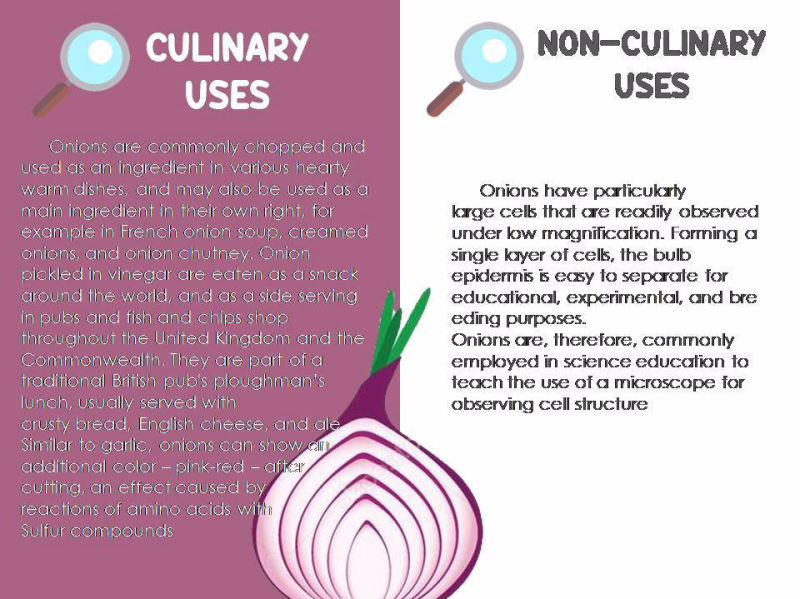 CULINARY
USES
Onions are commonly chopped and
used as an ingredient in various hearty
warm dishes, and may also be used as a
main ingredient in their own right, for
example in French onion soup, creamed
onions, and onion chutney. Onion
pickled in vinegar are eaten as a snack
around the world, and as a side serving
in pubs and fish and chips shop
throughout the United Kingdom and the
Commonwealth. They are part of a
traditional British pub's ploughman's
lunch, usually served with
crusty bread, English cheese, and ale
Similar to garlic, onions can show an
additional color – pink-red – after
cutting, an effect caused by
reactions of amino acids with
Sulfur compounds
NON-CULINARY
USES
Onions have particularly
large cells that are readily observed
under low magnification. Forming a
single layer of cells, the bulb
epidermis is easy to separate for
educational, experimental, and bre
eding purposes.
Onions are, therefore, commonly
employed in science education to
teach the use of a microscope for
observing cell structure